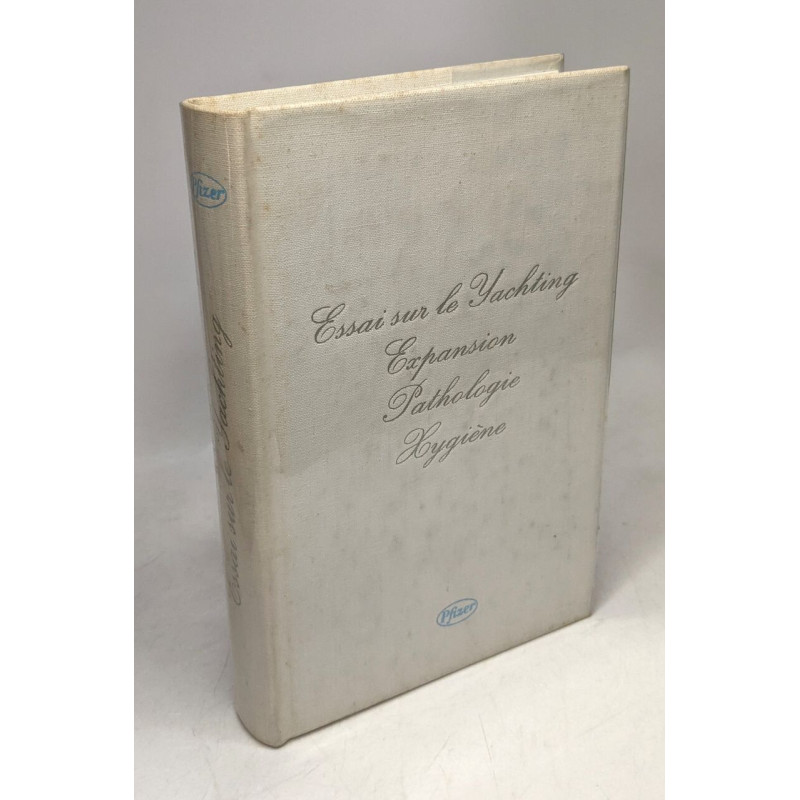 Pfizer
Essai sur le Yachting
Essai sur le Yachting
Expansion
Pathologie
Hygiène
Pfizer